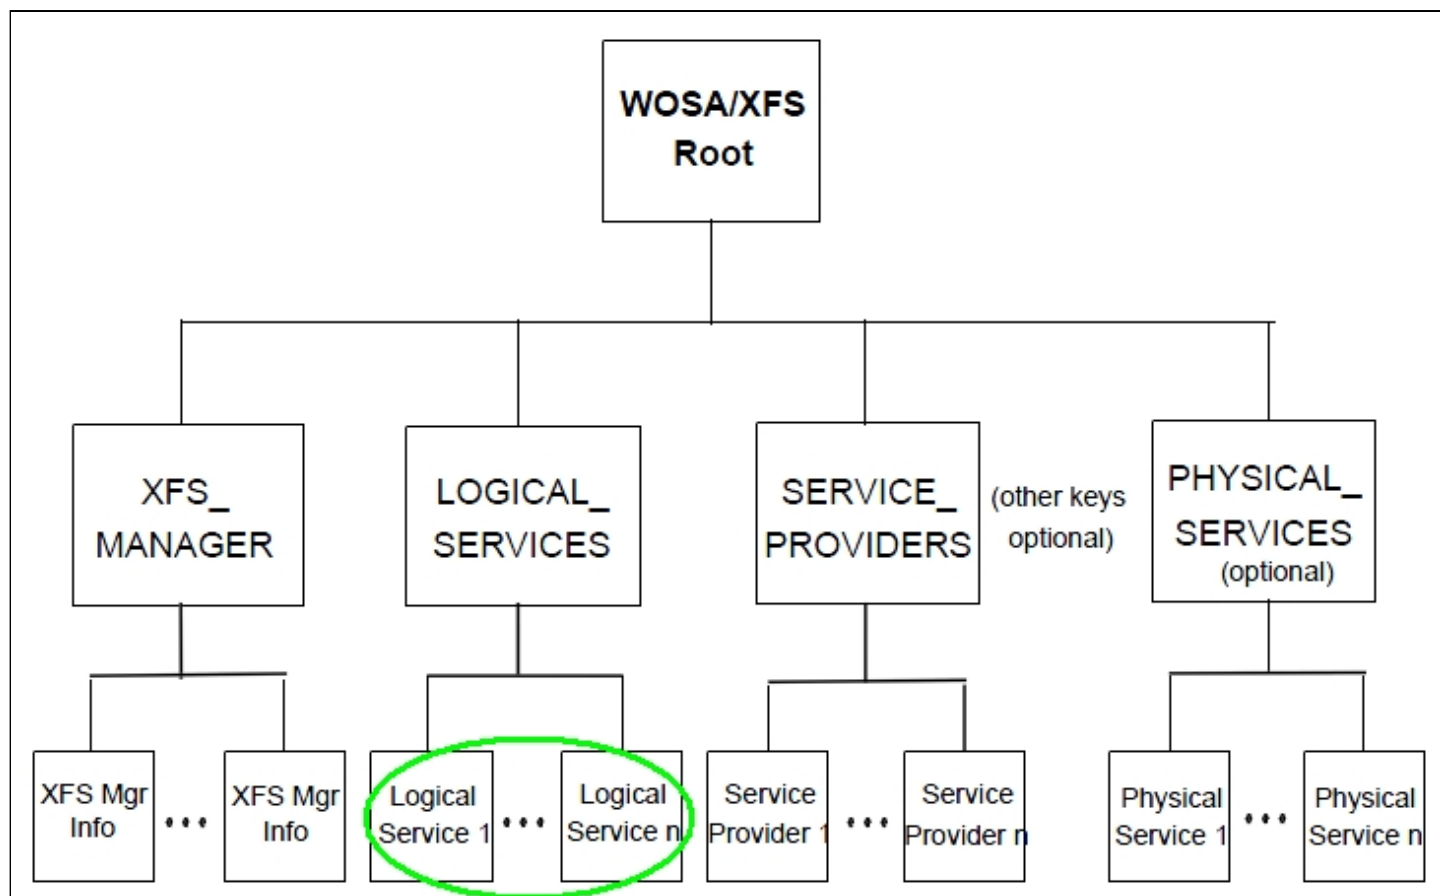 WOSA/XFS
Root
XFS_
MANAGER
LOGICAL_
SERVICES
SERVICE_
PROVIDERS
(other keys
optional)
PHYSICAL_
SERVICES
(optional)
XFS Mgr
Info
XFS Mgr
Info
Logical
Service 1
Logical
Service n
Service
Provider 1
Service
Provider n
Physical
Service 1
Physical
Service n